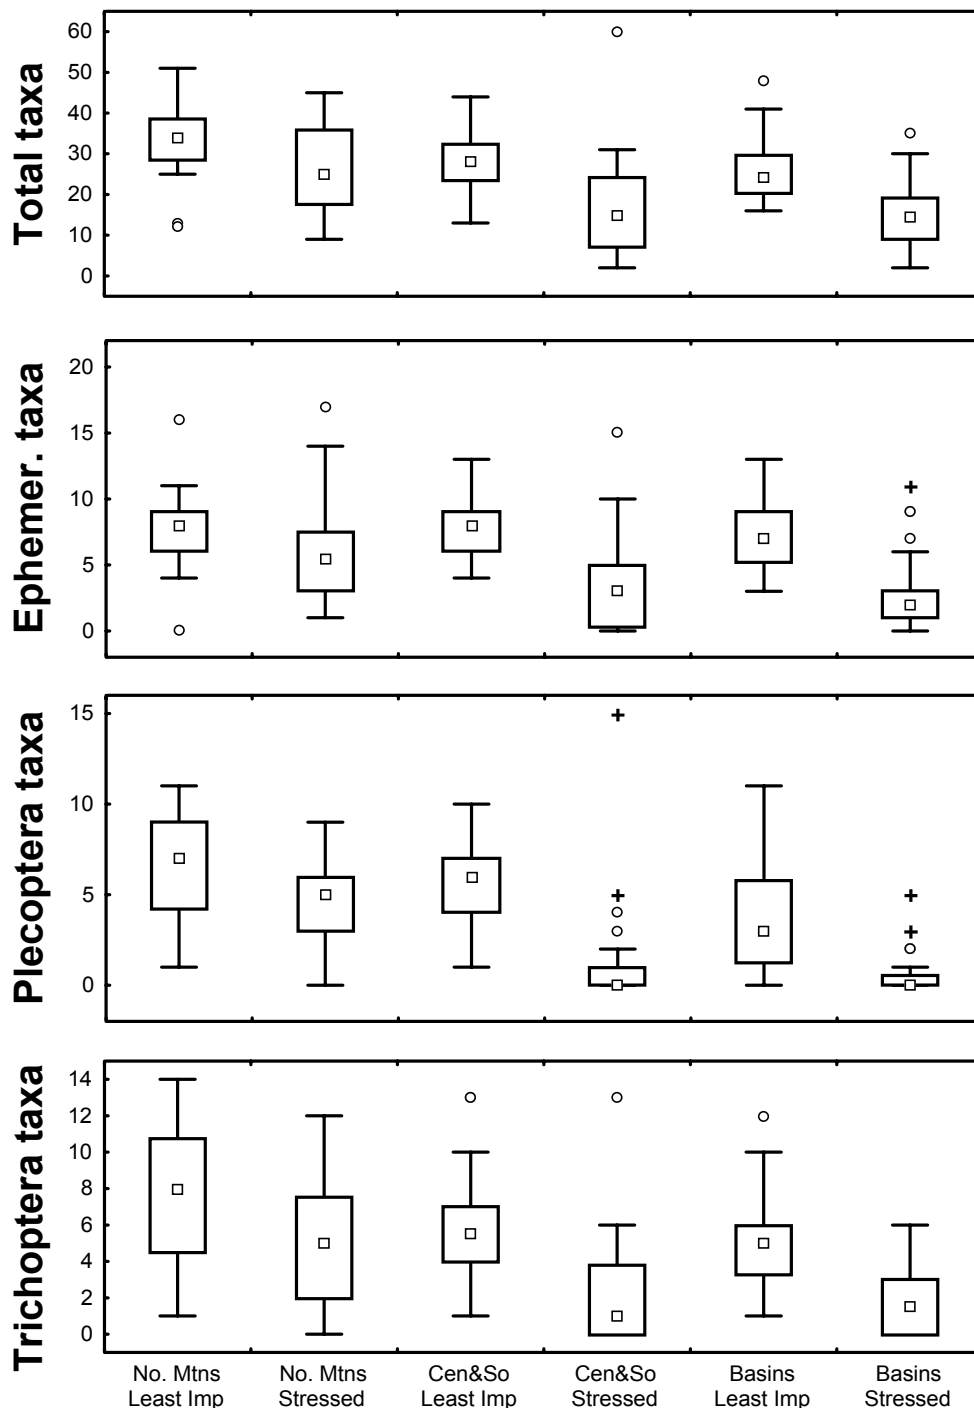 Total taxa
60
50
40
30
20
10
0
Ephemer. taxa
20
15
10
5
0
Plecoptera taxa
15
10
5
0
Trichoptera taxa
14
12
10
8
6
4
2
0
No. Mtns
Least Imp
No. Mtns
Stressed
Cen&So
Least Imp
Cen&So
Stressed
Basins
Least Imp
Basins
Stressed